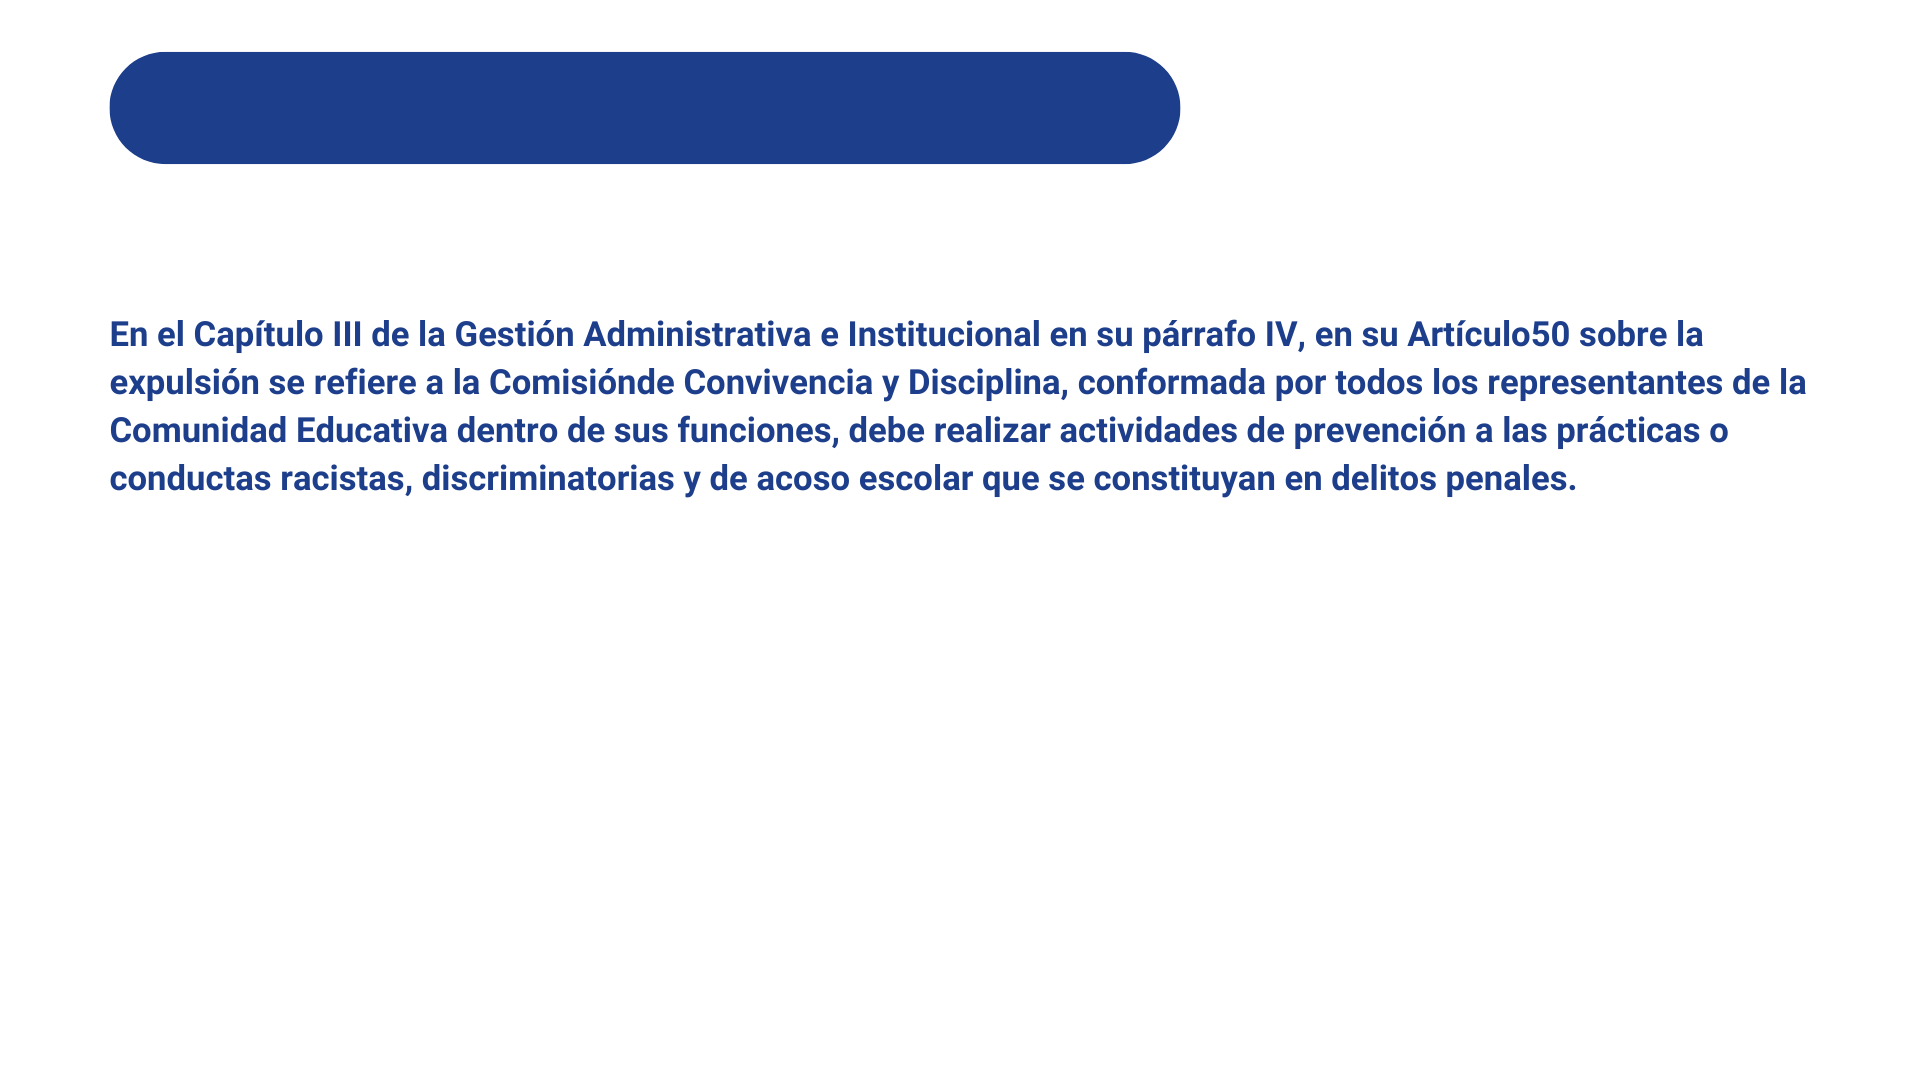 En el Capítulo III de la Gestión Administrativa e Institucional en su párrafo IV, en su Artículo50 sobre la
expulsión se refiere a la Comisiónde Convivencia y Disciplina, conformada por todos los representantes de la
Comunidad Educativa dentro de sus funciones, debe realizar actividades de prevención a las prácticas o
conductas racistas, discriminatorias y de acoso escolar que se constituyan en delitos penales.